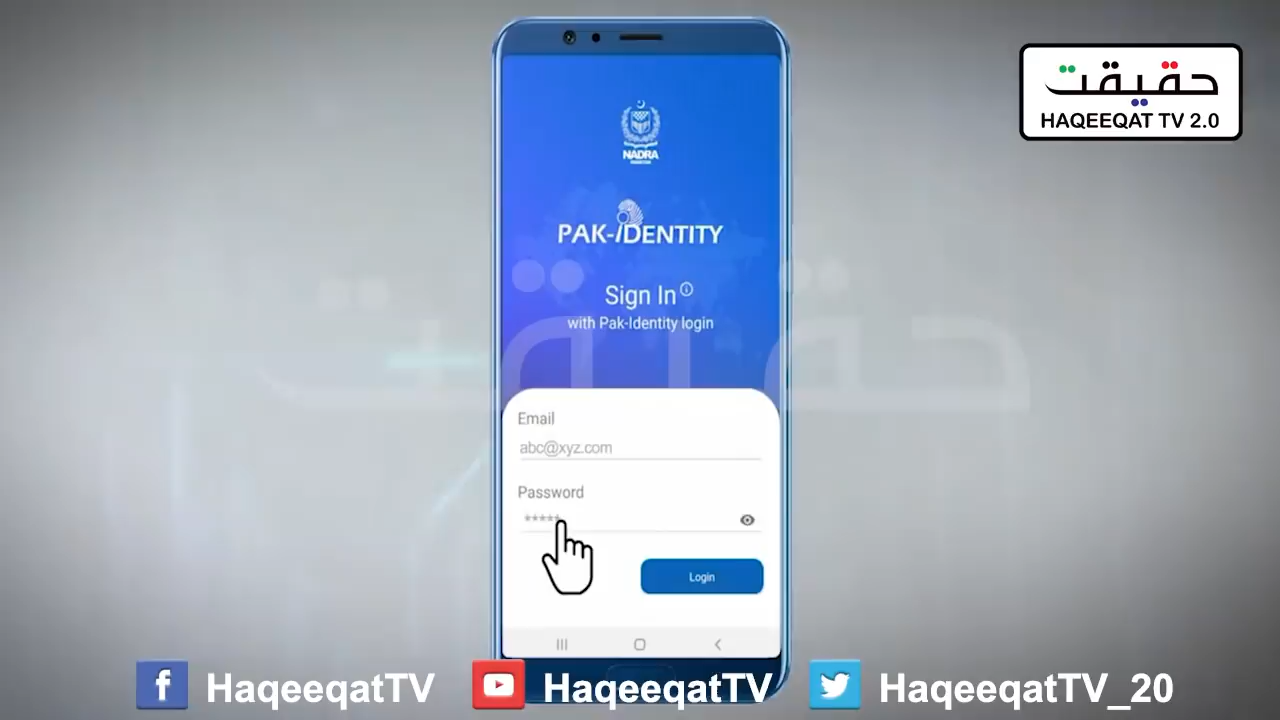 حقیقت
HAQEEQAT TV 2.0
NADRA
PAK-IDENTITY
Sign In
with Pak-Identity login
حقیقت
Email
abc@xyz.com
Password
*****
Login
HaqeeqatTV
HaqeeqatTV
HaqeeqatTV_20